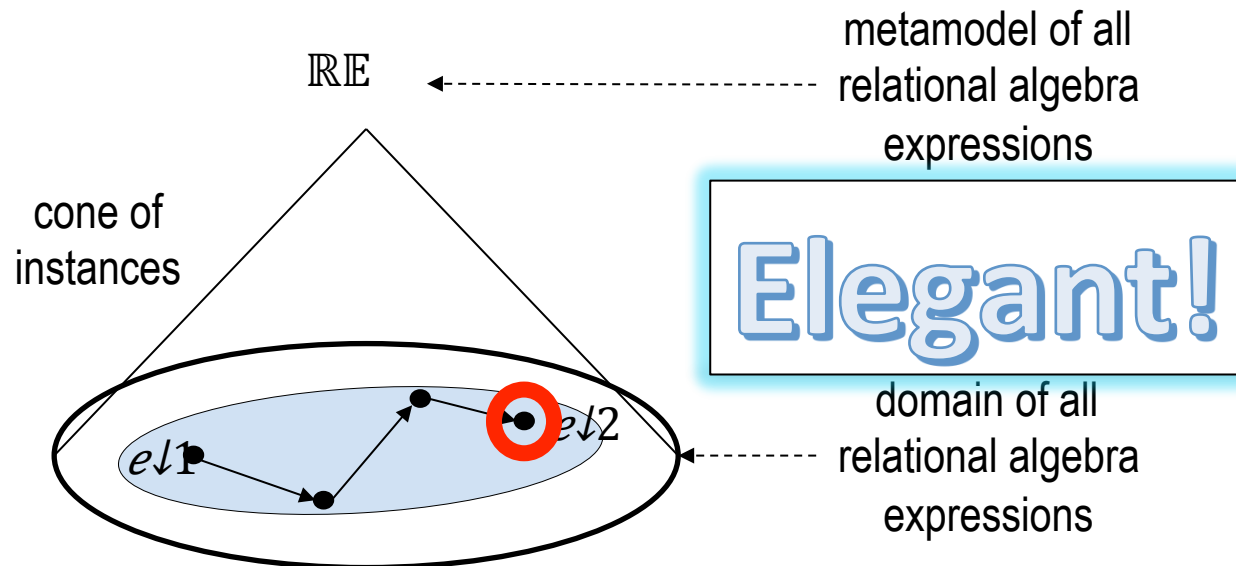 metamodel of all
relational algebra
expressions
ℝ𝔼
cone of
instances
Elegant!
e↓1
e↓2
domain of all
relational algebra
expressions